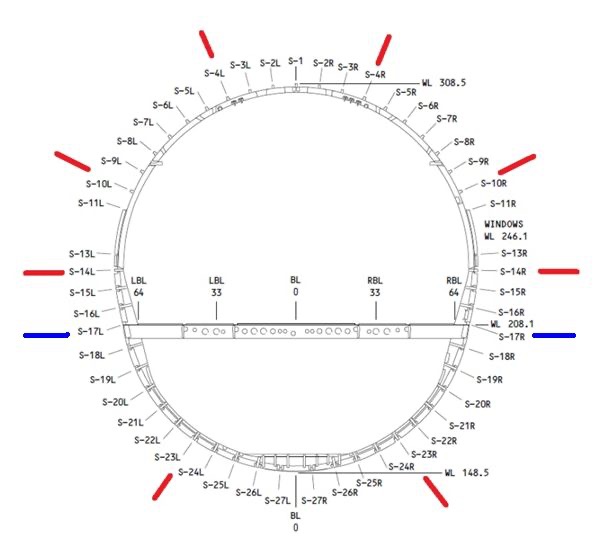 S-1
S-2L
S-2R
S-3L
S-3R
S-4L
S-4R
WL 308.5
S-5L
S-5R
S-6L
S-6R
S-7L
S-7R
S-8L
S-8R
S-9L
S-9R
S-10L
S-10R
S-11L
S-11R
WINDOWS
WL 246.1
S-13L
S-13R
S-14L
S-14R
LBL
64
LBL
33
BL
0
RBL
33
RBL
64
S-15L
S-15R
S-16L
S-16R
WL 208.1
S-17L
S-17R
S-18L
S-18R
S-19L
S-19R
S-20L
S-20R
S-21L
S-21R
S-22L
S-22R
S-23L
S-23R
S-24L
S-24R
WL 148.5
S-25L
S-25R
S-26L
S-26R
S-27L
S-27R
BL
0